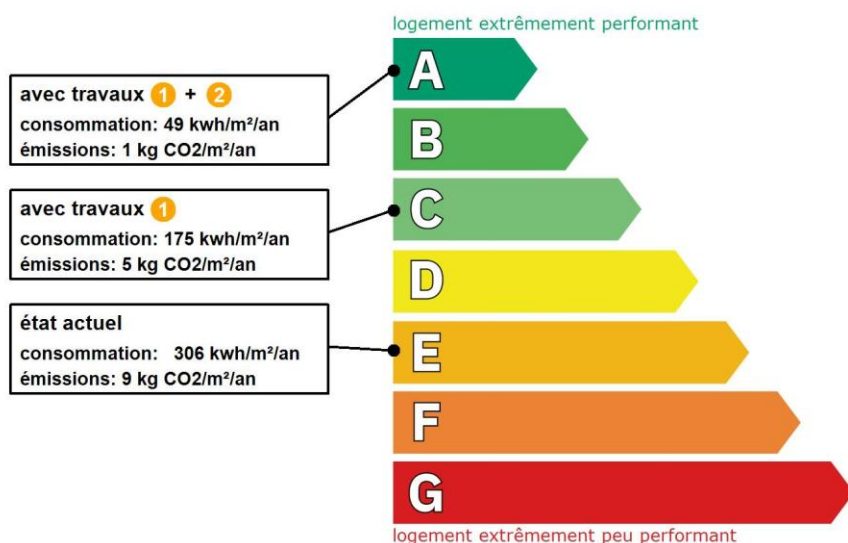 logement extrêmement performant
A
avec travaux 1 + 2
consommation: 49 kwh/m²/an
émissions: 1 kg CO2/m²/an
B
avec travaux 1
consommation: 175 kwh/m²/an
émissions: 5 kg CO2/m²/an
C
D
état actuel
consommation: 306 kwh/m²/an
émissions: 9 kg CO2/m²/an
E
F
G
logement extrêmement peu performant